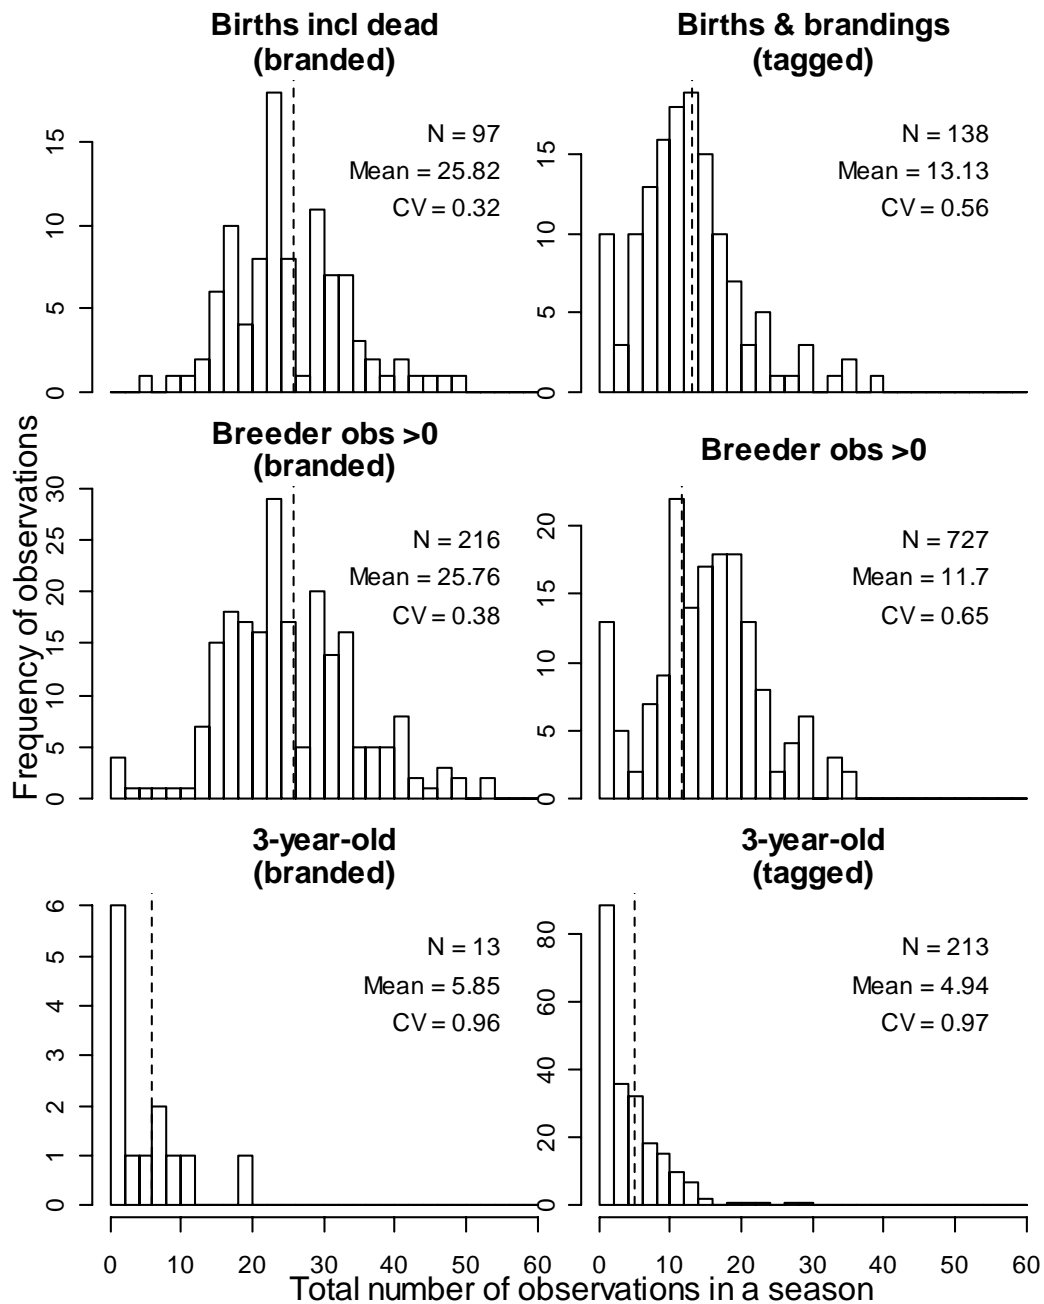 Births incl dead
(branded)
N = 97
Mean = 25.82
CV = 0.32
0 5 10 15
Births & brandings
(tagged)
N = 138
Mean = 13.13
CV = 0.56
0 5 10 15
Frequency of observations
Breeder obs >0
(branded)
N = 216
Mean = 25.76
CV = 0.38
0 5 10 15 20 25 30
Breeder obs >0
N = 727
Mean = 11.7
CV = 0.65
0 5 10 15 20
3-year-old
(branded)
N = 13
Mean = 5.85
CV = 0.96
0 1 2 3 4 5 6
0 10 20 30 40 50 60
3-year-old
(tagged)
N = 213
Mean = 4.94
CV = 0.97
0 20 40 60 80
0 10 20 30 40 50 60
Total number of observations in a season